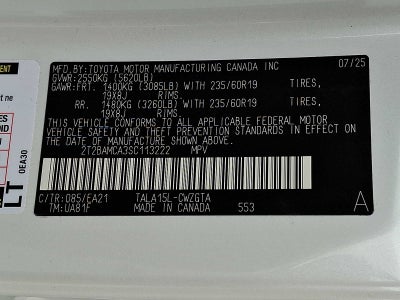 MFD.BY:TOYOTA MOTOR MANUFACTURING CANADA INC 07/25
GVWR:2550KG (5620LB)
GAWR:FRT. 1400KG (3085LB) WITH 235/60R19 TIRES,
19X8J RIMS.
RR. 1480KG (3260LB) WITH 235/60R19 TIRES,
19X8J RIMS.
THIS VEHICLE CONFORMS TO ALL APPLICABLE FEDERAL MOTOR
VEHICLE SAFETY AND THEFT PREVENTION STANDARDS IN EFFECT
ON THE DATE OF MANUFACTURE SHOWN ABOVE.
2T2BAMCA3SC113222 MPV
C/TR:085/EA21 TALA15L-CWZGTA
TM:UA81F MADE IN CANADA 553 A
0EA30
LT